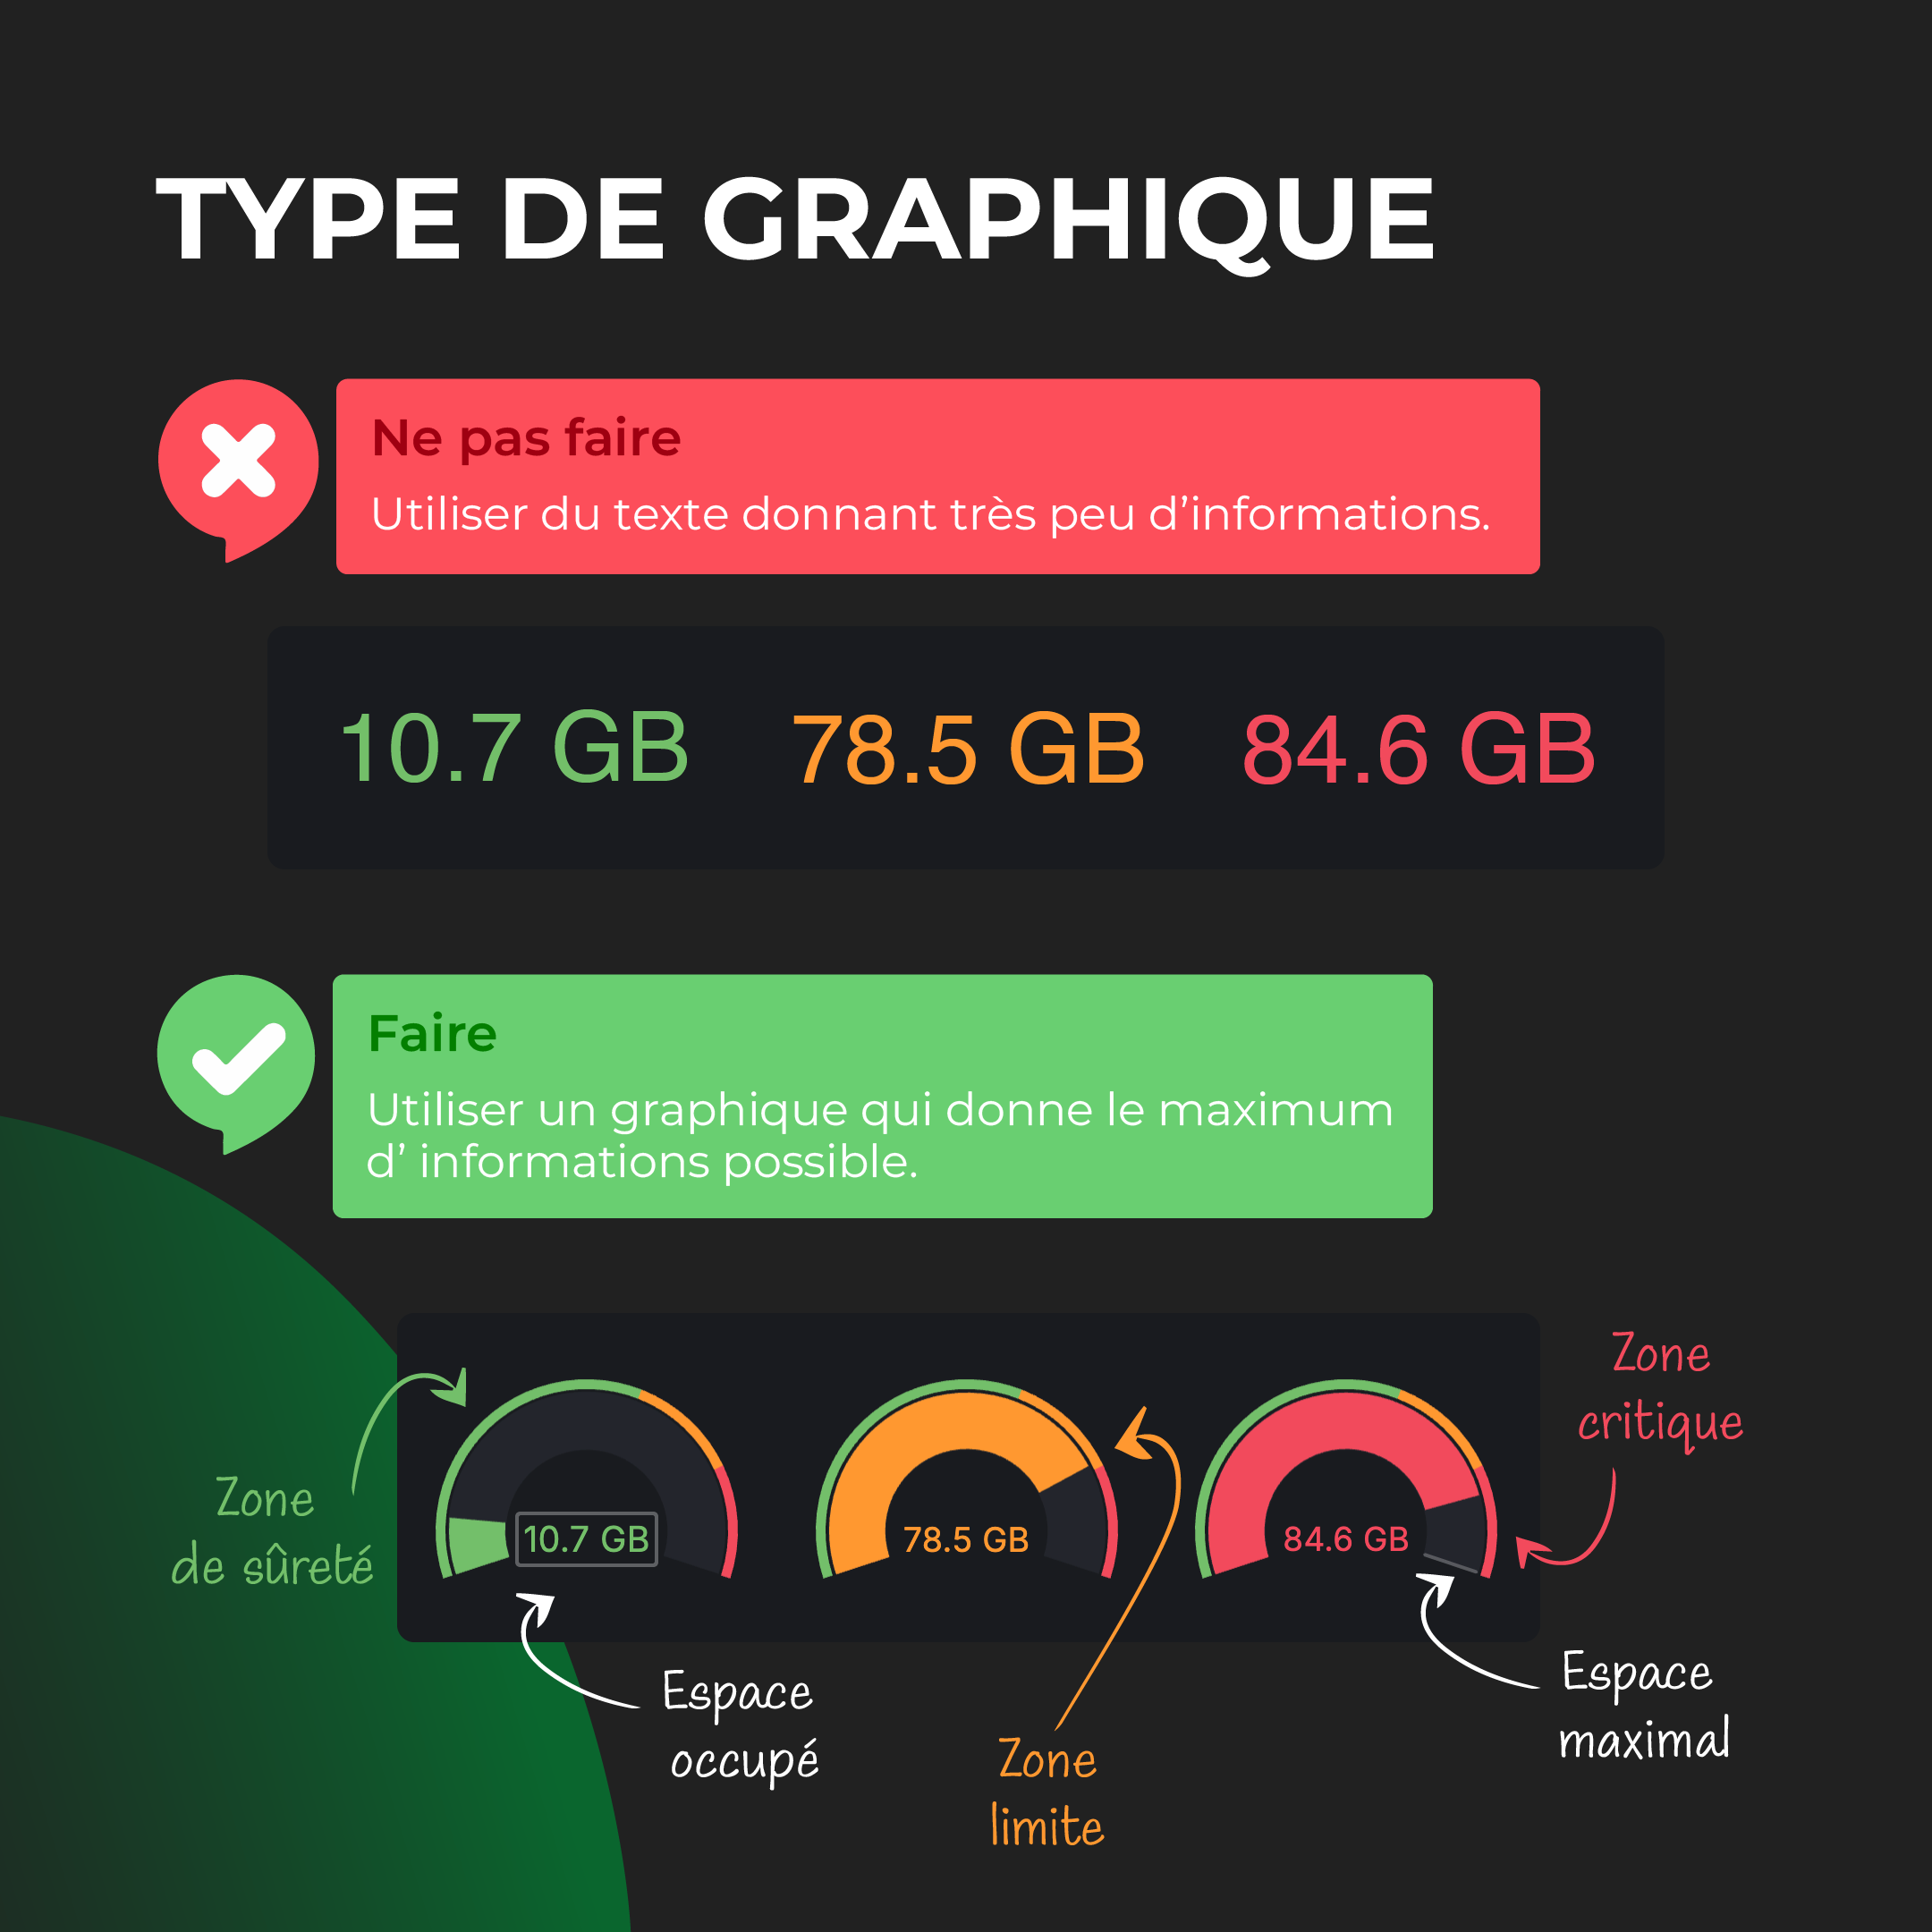 TYPE DE GRAPHIQUE
Ne pas faire
Utiliser du texte donnant très peu d’informations.
10.7 GB 78.5 GB 84.6 GB
Faire
Utiliser un graphique qui donne le maximum
d’ informations possible.
Zone
critique
Zone
de sûreté
10.7 GB 78.5 GB 84.6 GB
Espace
occupé
Zone
limite
Espace
maximal